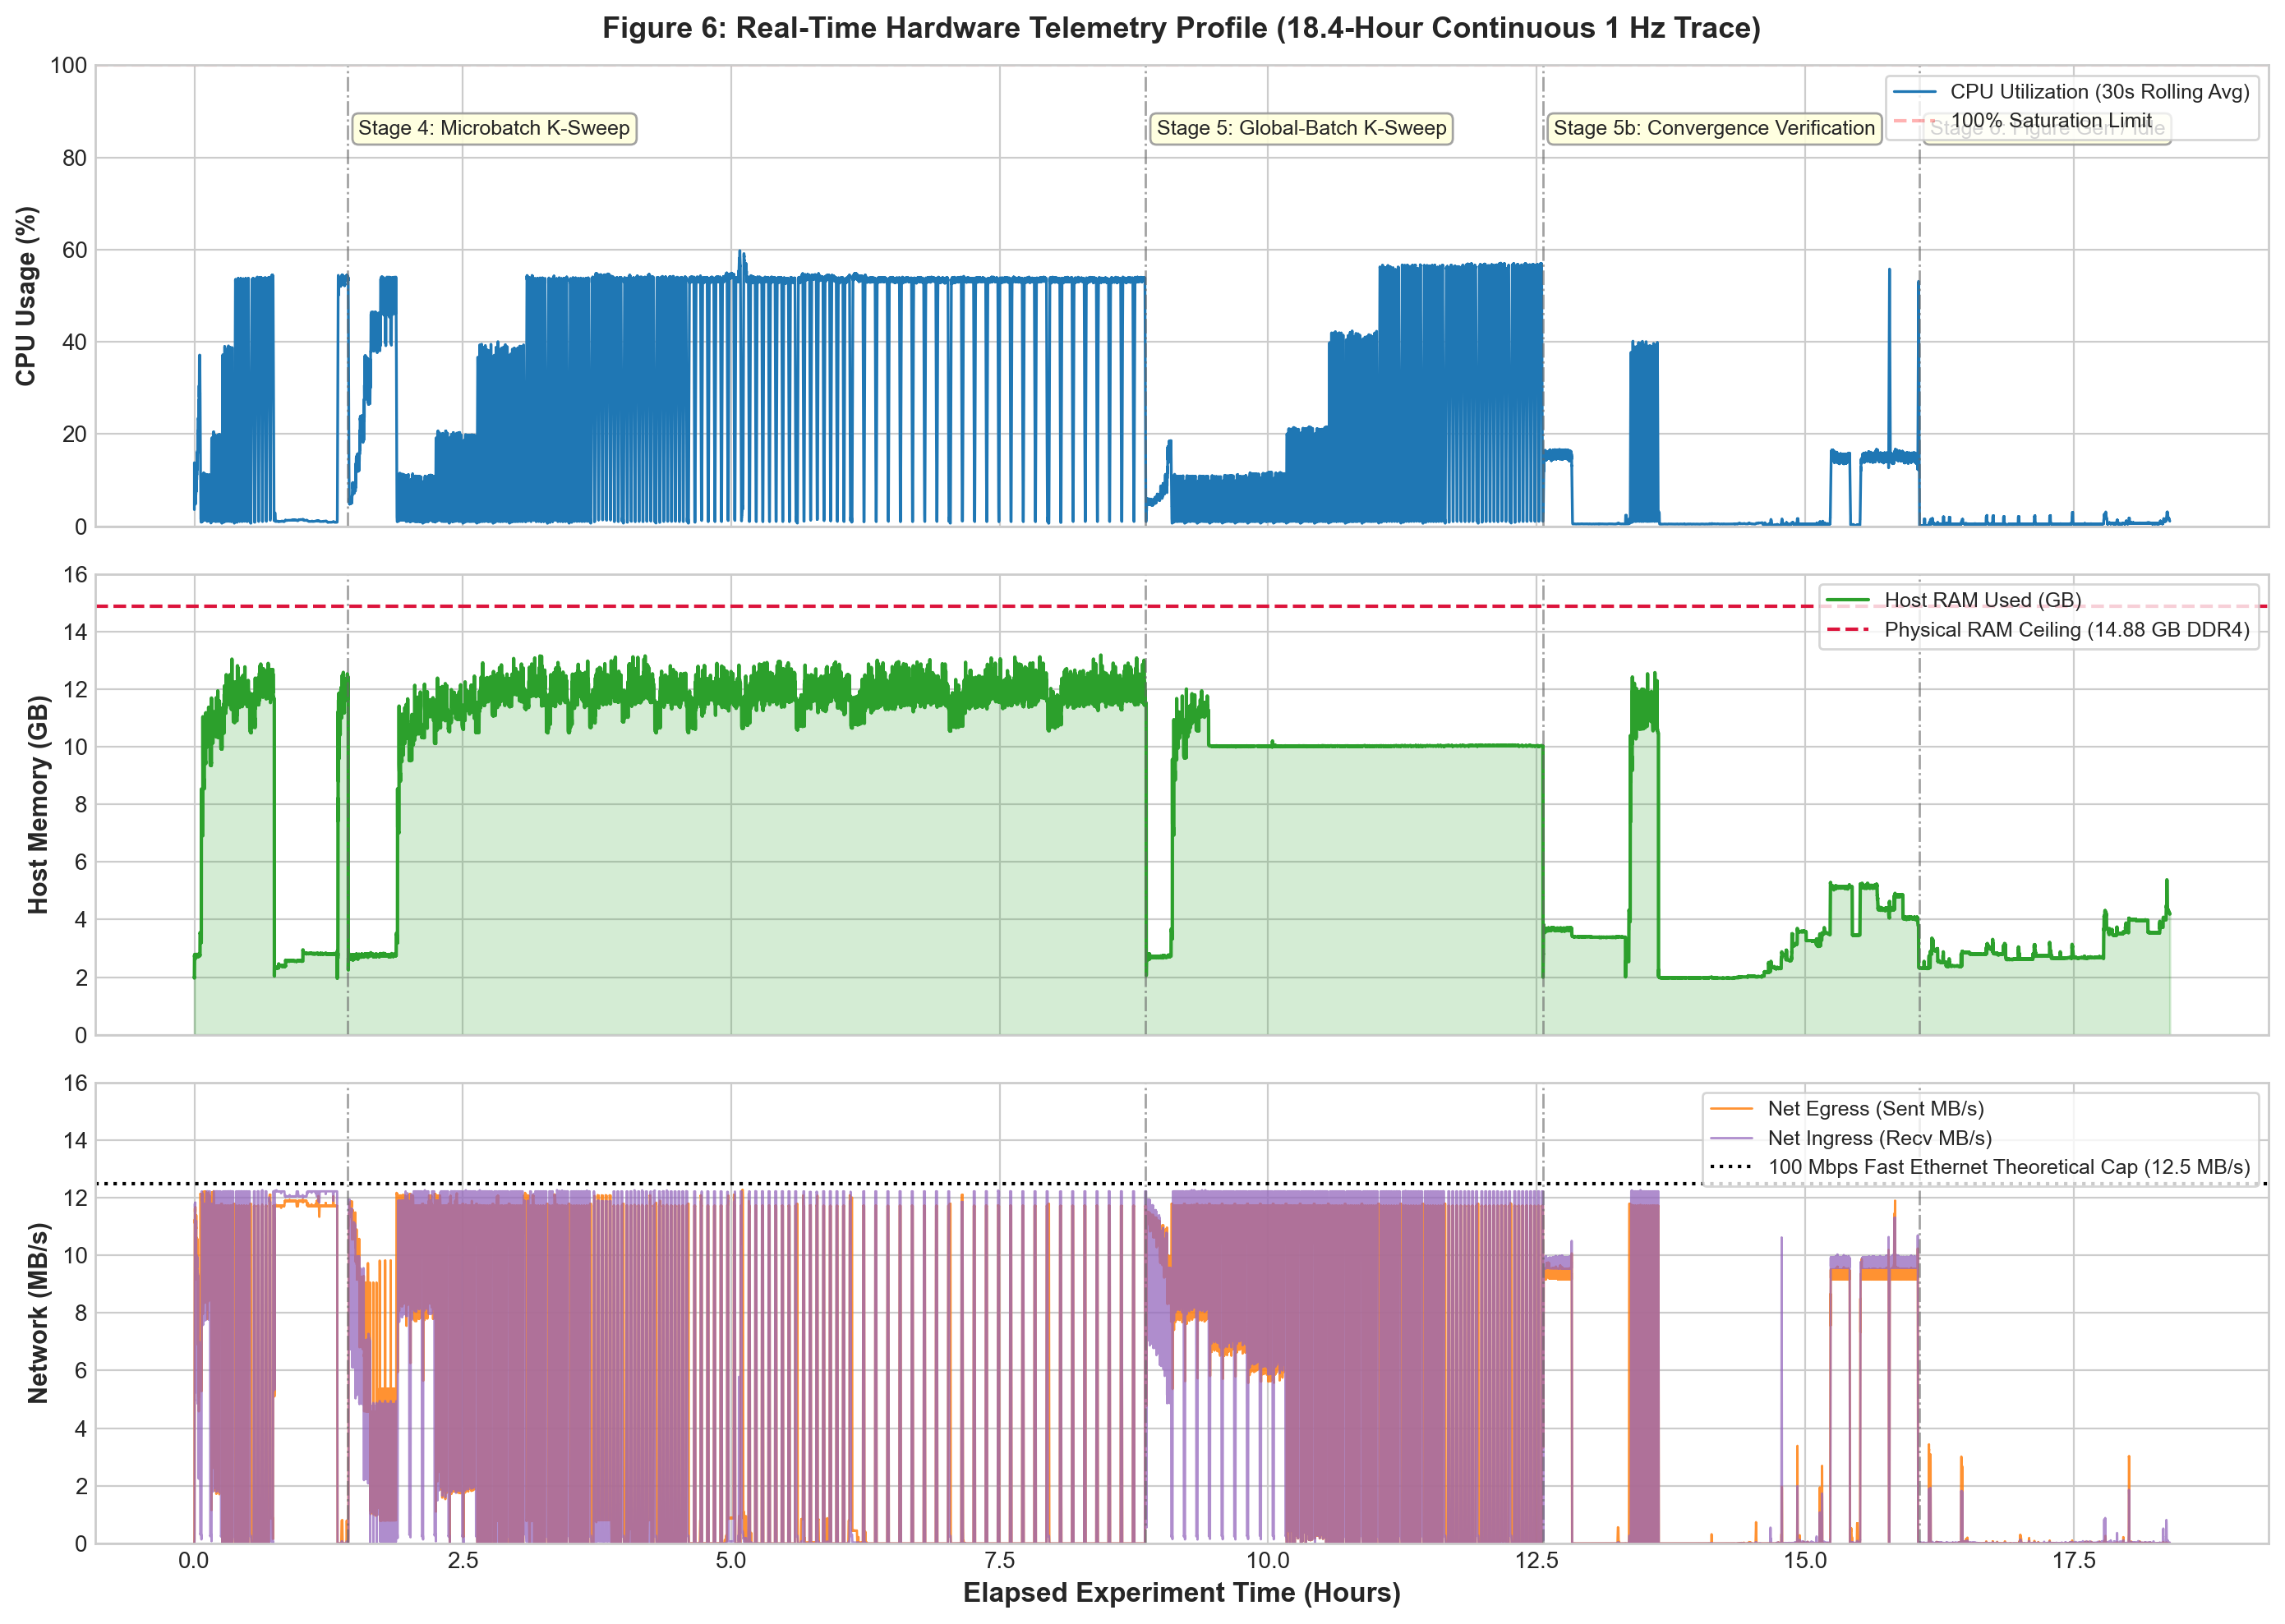 Figure 6: Real-Time Hardware Telemetry Profile (18.4-Hour Continuous 1 Hz Trace)
CPU Usage (%)
100
80
60
40
20
0
Stage 4: Microbatch K-Sweep
Stage 5: Global-Batch K-Sweep
Stage 5b: Convergence Verification
Stage 6: Figure Gen / Idle
CPU Utilization (30s Rolling Avg)
100% Saturation Limit
Host Memory (GB)
16
14
12
10
8
6
4
2
0
Host RAM Used (GB)
Physical RAM Ceiling (14.88 GB DDR4)
Network (MB/s)
16
14
12
10
8
6
4
2
0
Net Egress (Sent MB/s)
Net Ingress (Recv MB/s)
100 Mbps Fast Ethernet Theoretical Cap (12.5 MB/s)
0.0 2.5 5.0 7.5 10.0 12.5 15.0 17.5
Elapsed Experiment Time (Hours)